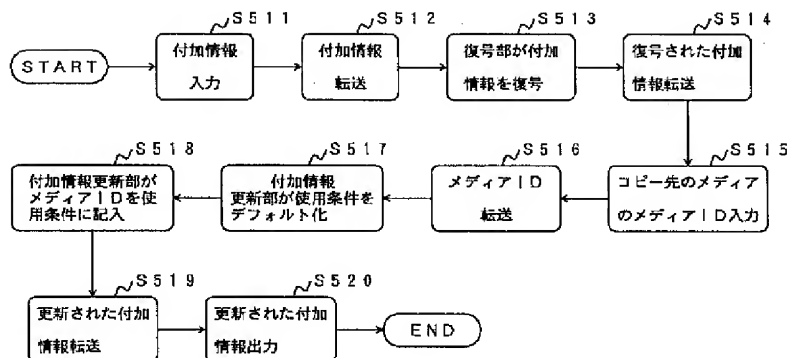 S511
S512
S513
S514
START
付加情報
入力
付加情報
転送
復号部が付加
情報を復号
復号された付加
情報転送
S518
S517
S516
S515
付加情報更新部が
メディアIDを使
用条件に記入
付加情報
更新部が使用条件を
デフォルト化
メディアID
転送
コピー先のメディア
のメディアID入力
S519
S520
更新された付加
情報転送
更新された付加
情報出力
END